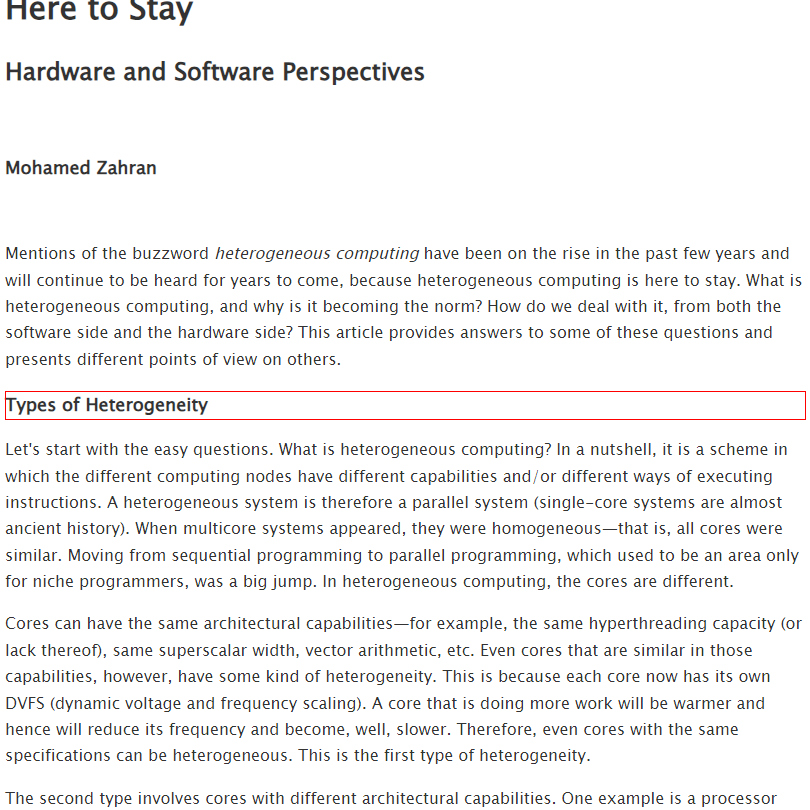 Here to Stay
Hardware and Software Perspectives
Mohamed Zahran
Mentions of the buzzword heterogeneous computing have been on the rise in the past few years and
will continue to be heard for years to come, because heterogeneous computing is here to stay. What is
heterogeneous computing, and why is it becoming the norm? How do we deal with it, from both the
software side and the hardware side? This article provides answers to some of these questions and
presents different points of view on others.
Types of Heterogeneity
Let's start with the easy questions. What is heterogeneous computing? In a nutshell, it is a scheme in
which the different computing nodes have different capabilities and/or different ways of executing
instructions. A heterogeneous system is therefore a parallel system (single-core systems are almost
ancient history). When multicore systems appeared, they were homogeneous—that is, all cores were
similar. Moving from sequential programming to parallel programming, which used to be an area only
for niche programmers, was a big jump. In heterogeneous computing, the cores are different.
Cores can have the same architectural capabilities—for example, the same hyperthreading capacity (or
lack thereof), same superscalar width, vector arithmetic, etc. Even cores that are similar in those
capabilities, however, have some kind of heterogeneity. This is because each core now has its own
DVFS (dynamic voltage and frequency scaling). A core that is doing more work will be warmer and
hence will reduce its frequency and become, well, slower. Therefore, even cores with the same
specifications can be heterogeneous. This is the first type of heterogeneity.
The second type involves cores with different architectural capabilities. One example is a processor